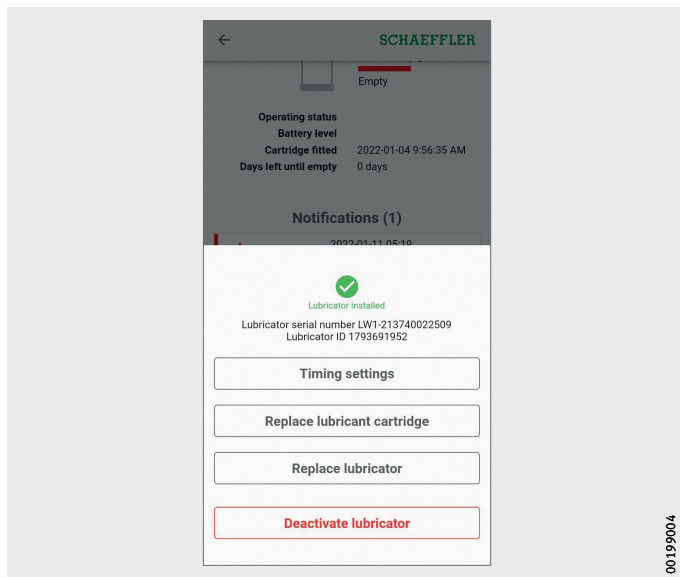 SCHAEFFLER
Empty
Operating status
Battery level
Cartridge fitted 2022-01-04 9:56:35 AM
Days left until empty 0 days
Notifications (1)
2022-01-11 05:19
Lubricator installed
Lubricator serial number LW1-213740022509
Lubricator ID 1793691952
Timing settings
Replace lubricant cartridge
Replace lubricator
Deactivate lubricator
00199004